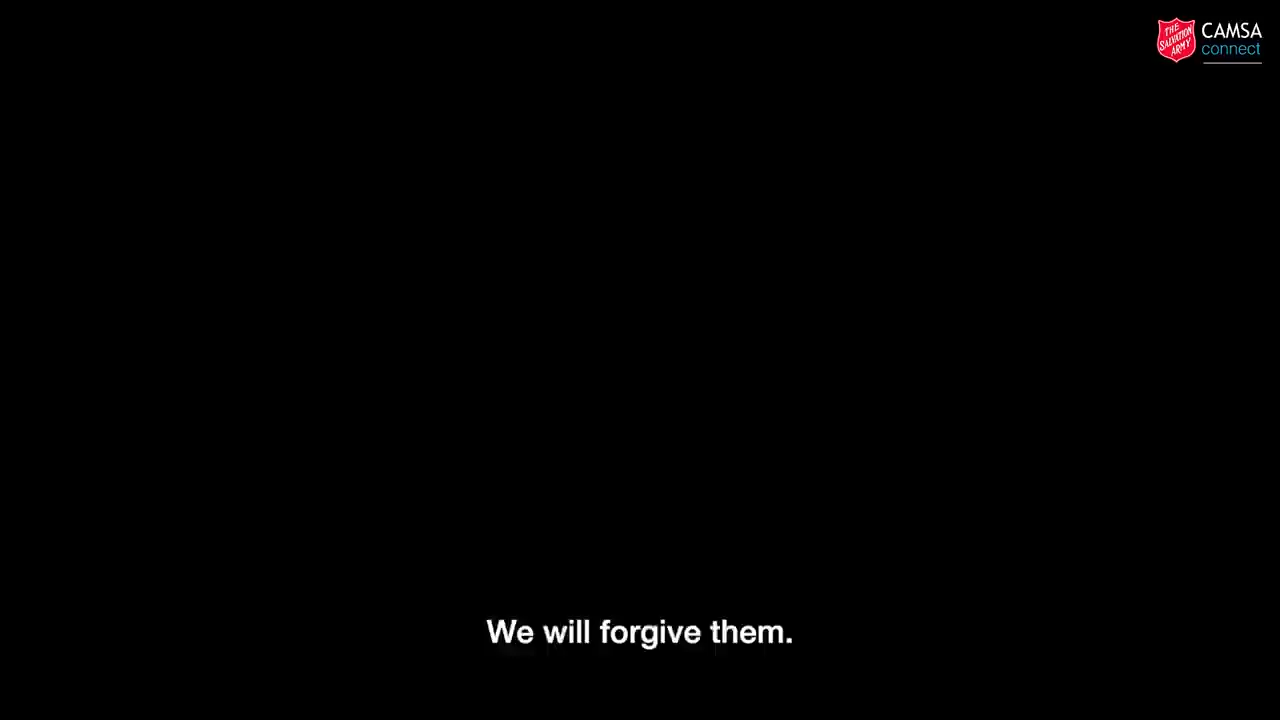 THE
SALVATION
ARMY
CAMSA
connect
We will forgive them.